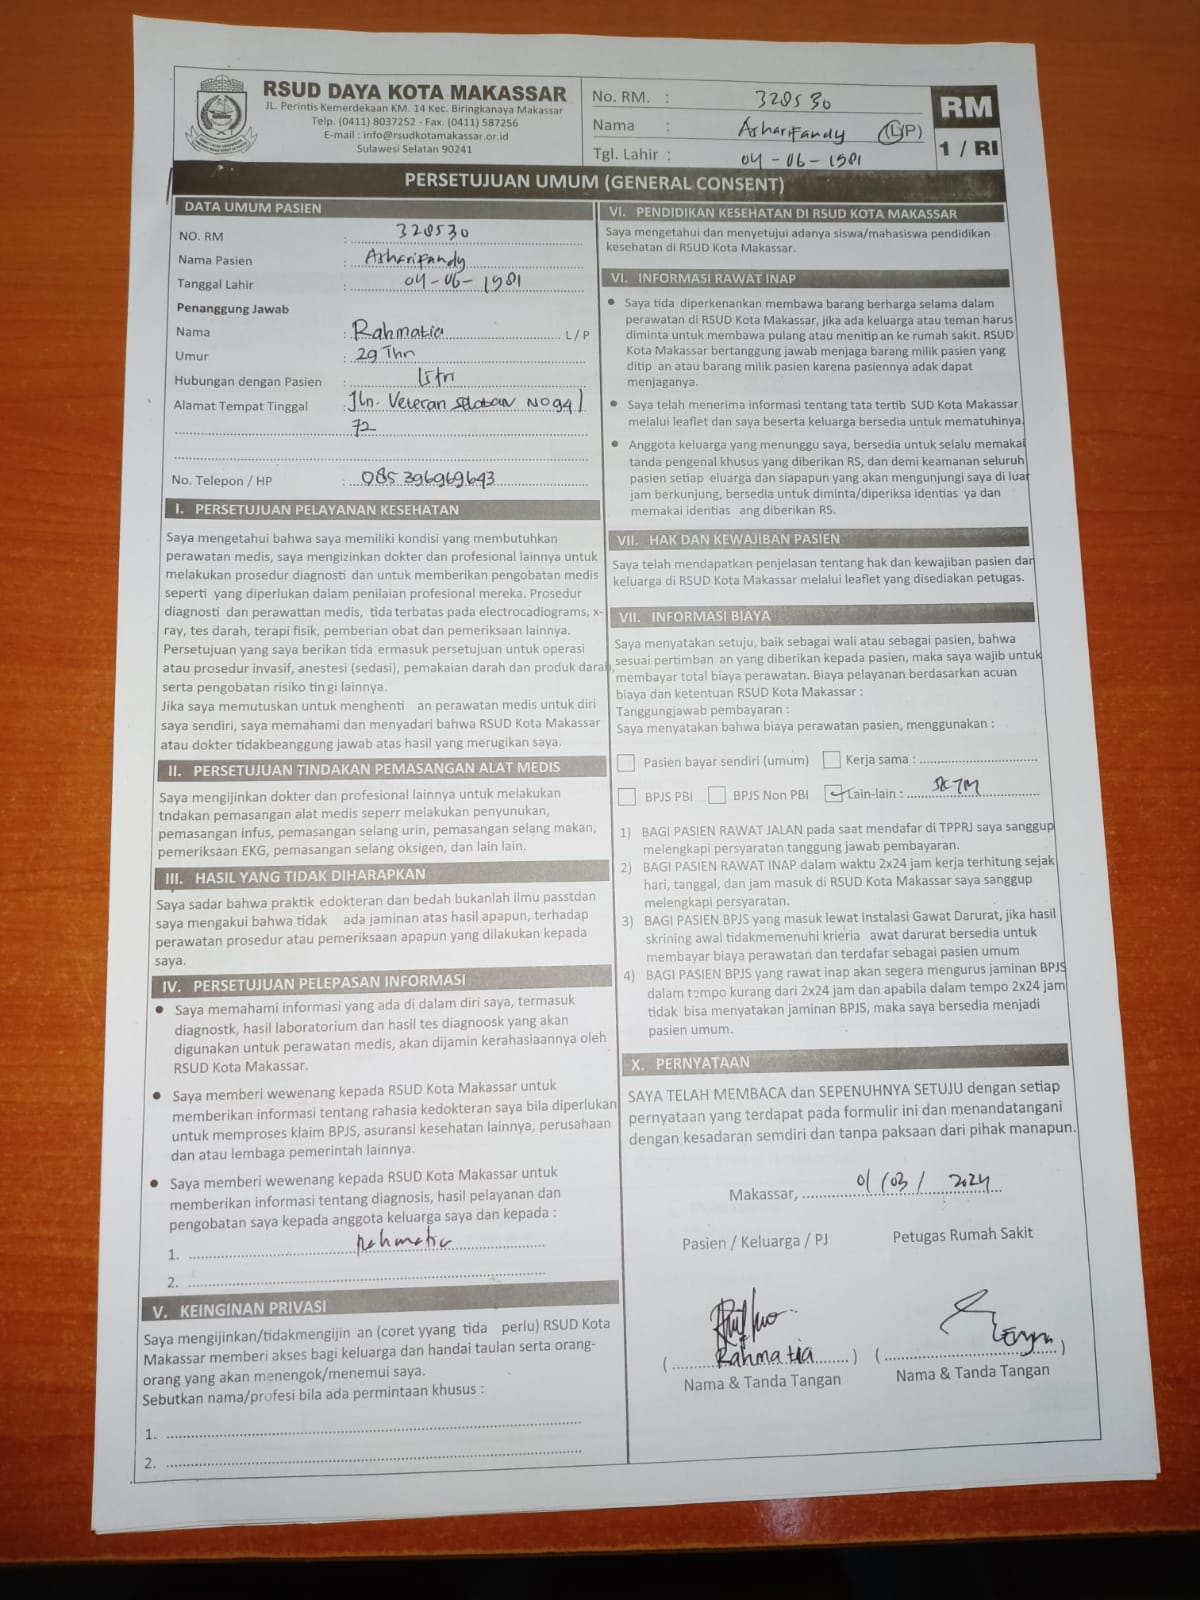 RSUD DAYA KOTA MAKASSAR
JL. Perintis Kemerdekaan KM. 14 Kec. Biringkanaya Makassar
Telp. (0411) 8037252 - Fax. (0411) 587256
E-mail : info@rsudkotamakassar.or.id
Sulawesi Selatan 90241
No. RM. : 328530
Nama : Asharifandy (L/P)
Tgl. Lahir : 04-06-1981
RM
1 / RI
PERSETUJUAN UMUM (GENERAL CONSENT)
DATA UMUM PASIEN
NO. RM : 328530
Nama Pasien : Asharifandy
Tanggal Lahir : 04-06-1981
Penanggung Jawab
Nama : Rahmatia L / P
Umur : 29 Thn
Hubungan dengan Pasien : Istri
Alamat Tempat Tinggal : Jln. Veteran selatan NO 94/
72
No. Telepon / HP : 085 396969643
I. PERSETUJUAN PELAYANAN KESEHATAN
Saya mengetahui bahwa saya memiliki kondisi yang membutuhkan
perawatan medis, saya mengizinkan dokter dan profesional lainnya untuk
melakukan prosedur diagnosti dan untuk memberikan pengobatan medis
seperti yang diperlukan dalam penilaian profesional mereka. Prosedur
diagnosti dan perawattan medis, tida terbatas pada electrocadiograms, x-
ray, tes darah, terapi fisik, pemberian obat dan pemeriksaan lainnya.
Persetujuan yang saya berikan tida ermasuk persetujuan untuk operasi
atau prosedur invasif, anestesi (sedasi), pemakaian darah dan produk darah,
serta pengobatan risiko tin gi lainnya.
Jika saya memutuskan untuk menghenti an perawatan medis untuk diri
saya sendiri, saya memahami dan menyadari bahwa RSUD Kota Makassar
atau dokter tidakbeanggung jawab atas hasil yang merugikan saya.
II. PERSETUJUAN TINDAKAN PEMASANGAN ALAT MEDIS
Saya mengijinkan dokter dan profesional lainnya untuk melakukan
tndakan pemasangan alat medis seperr melakukan penyunukan,
pemasangan infus, pemasangan selang urin, pemasangan selang makan,
pemeriksaan EKG, pemasangan selang oksigen, dan lain lain.
III. HASIL YANG TIDAK DIHARAPKAN
Saya sadar bahwa praktik edokteran dan bedah bukanlah ilmu passtdan
saya mengakui bahwa tidak ada jaminan atas hasil apapun, terhadap
perawatan prosedur atau pemeriksaan apapun yang dilakukan kepada
saya.
IV. PERSETUJUAN PELEPASAN INFORMASI
• Saya memahami informasi yang ada di dalam diri saya, termasuk
diagnostk, hasil laboratorium dan hasil tes diagnoosk yang akan
digunakan untuk perawatan medis, akan dijamin kerahasiaannya oleh
RSUD Kota Makassar.
• Saya memberi wewenang kepada RSUD Kota Makassar untuk
memberikan informasi tentang rahasia kedokteran saya bila diperlukan
untuk memproses klaim BPJS, asuransi kesehatan lainnya, perusahaan
dan atau lembaga pemerintah lainnya.
• Saya memberi wewenang kepada RSUD Kota Makassar untuk
memberikan informasi tentang diagnosis, hasil pelayanan dan
pengobatan saya kepada anggota keluarga saya dan kepada :
1. Rahmatia
2.
V. KEINGINAN PRIVASI
Saya mengijinkan/tidakmengijin an (coret yyang tida perlu) RSUD Kota
Makassar memberi akses bagi keluarga dan handai taulan serta orang-
orang yang akan menengok/menemui saya.
Sebutkan nama/profesi bila ada permintaan khusus :
1.
2.
VI. PENDIDIKAN KESEHATAN DI RSUD KOTA MAKASSAR
Saya mengetahui dan menyetujui adanya siswa/mahasiswa pendidikan
kesehatan di RSUD Kota Makassar.
VI. INFORMASI RAWAT INAP
• Saya tida diperkenankan membawa barang berharga selama dalam
perawatan di RSUD Kota Makassar, jika ada keluarga atau teman harus
diminta untuk membawa pulang atau menitip an ke rumah sakit. RSUD
Kota Makassar bertanggung jawab menjaga barang milik pasien yang
ditip an atau barang milik pasien karena pasiennya adak dapat
menjaganya.
• Saya telah menerima informasi tentang tata tertib SUD Kota Makassar
melalui leaflet dan saya beserta keluarga bersedia untuk mematuhinya.
• Anggota keluarga yang menunggu saya, bersedia untuk selalu memakai
tanda pengenal khusus yang diberikan RS, dan demi keamanan seluruh
pasien setiap eluarga dan siapapun yang akan mengunjungi saya di luar
jam berkunjung, bersedia untuk diminta/diperiksa identias ya dan
memakai identias ang diberikan RS.
VII. HAK DAN KEWAJIBAN PASIEN
Saya telah mendapatkan penjelasan tentang hak dan kewajiban pasien dan
keluarga di RSUD Kota Makassar melalui leaflet yang disediakan petugas.
VII. INFORMASI BIAYA
Saya menyatakan setuju, baik sebagai wali atau sebagai pasien, bahwa
sesuai pertimban an yang diberikan kepada pasien, maka saya wajib untuk
membayar total biaya perawatan. Biaya pelayanan berdasarkan acuan
biaya dan ketentuan RSUD Kota Makassar :
Tanggungjawab pembayaran :
Saya menyatakan bahwa biaya perawatan pasien, menggunakan :
Pasien bayar sendiri (umum) Kerja sama :
BPJS PBI BPJS Non PBI Lain-lain : SKTM
1) BAGI PASIEN RAWAT JALAN pada saat mendafar di TPPRJ saya sanggup
melengkapi persyaratan tanggung jawab pembayaran.
2) BAGI PASIEN RAWAT INAP dalam waktu 2x24 jam kerja terhitung sejak
hari, tanggal, dan jam masuk di RSUD Kota Makassar saya sanggup
melengkapi persyaratan.
3) BAGI PASIEN BPJS yang masuk lewat Instalasi Gawat Darurat, jika hasil
skrining awal tidakmemenuhi krieria awat darurat bersedia untuk
membayar biaya perawatan dan terdafar sebagai pasien umum
4) BAGI PASIEN BPJS yang rawat inap akan segera mengurus jaminan BPJS
dalam tempo kurang dari 2x24 jam dan apabila dalam tempo 2x24 jam
tidak bisa menyatakan jaminan BPJS, maka saya bersedia menjadi
pasien umum.
X. PERNYATAAN
SAYA TELAH MEMBACA dan SEPENUHNYA SETUJU dengan setiap
pernyataan yang terdapat pada formulir ini dan menandatangani
dengan kesadaran semdiri dan tanpa paksaan dari pihak manapun.
Makassar, 01/03/2024
Pasien / Keluarga / PJ Petugas Rumah Sakit
( Rahmatia ) ( )
Nama & Tanda Tangan Nama & Tanda Tangan